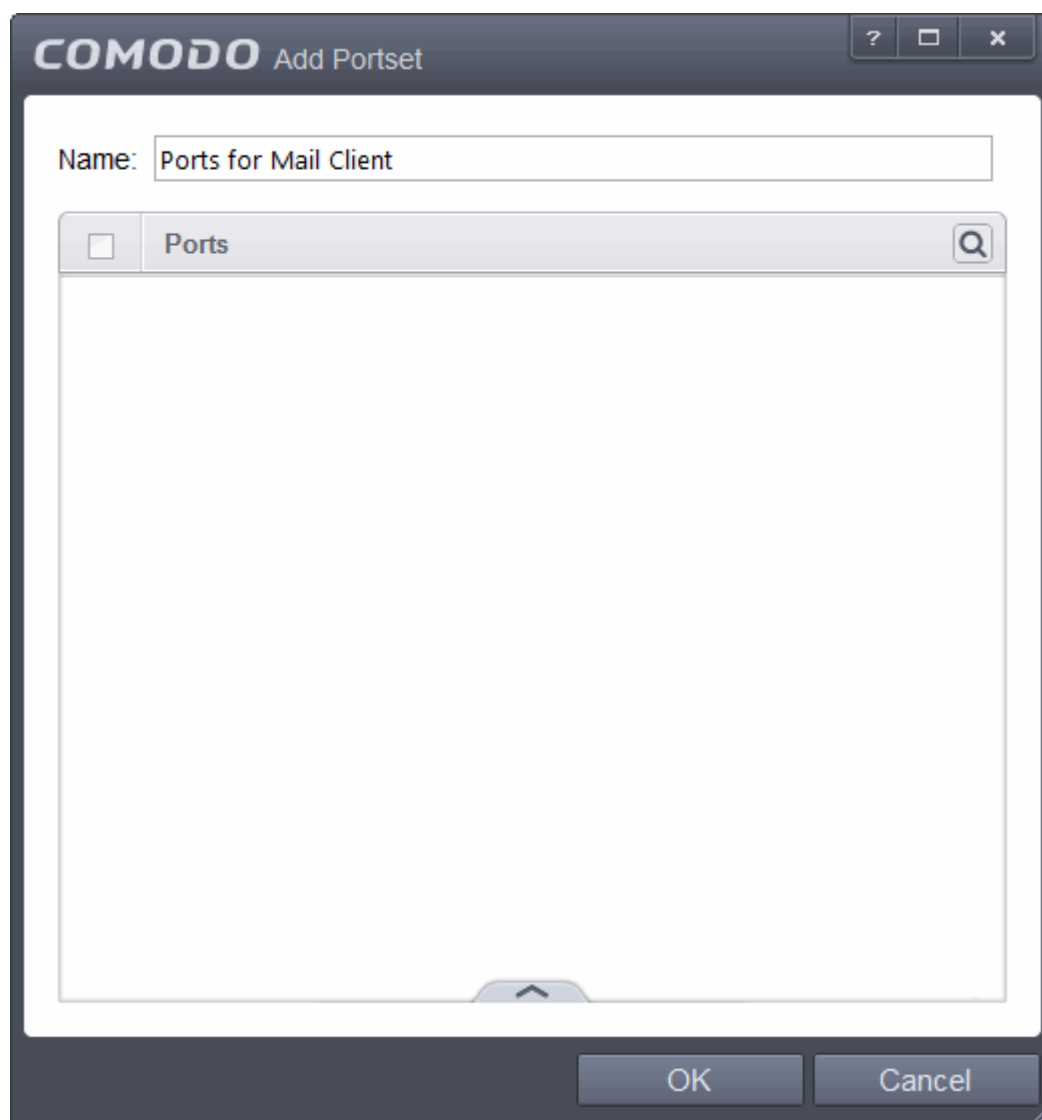 COMODO Add Portset
?
Name: Ports for Mail Client
Ports
OK Cancel